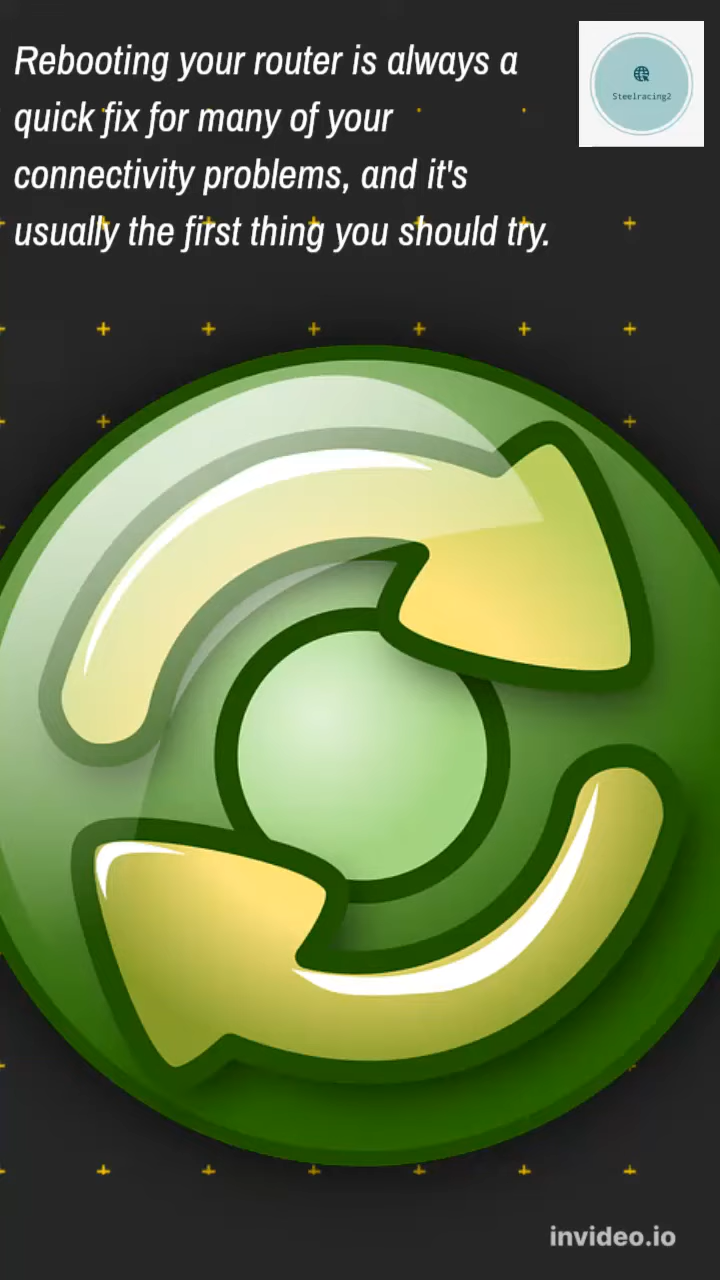 Rebooting your router is always a
quick fix for many of your
connectivity problems, and it's
usually the first thing you should try.
Steelracing2
invideo.io